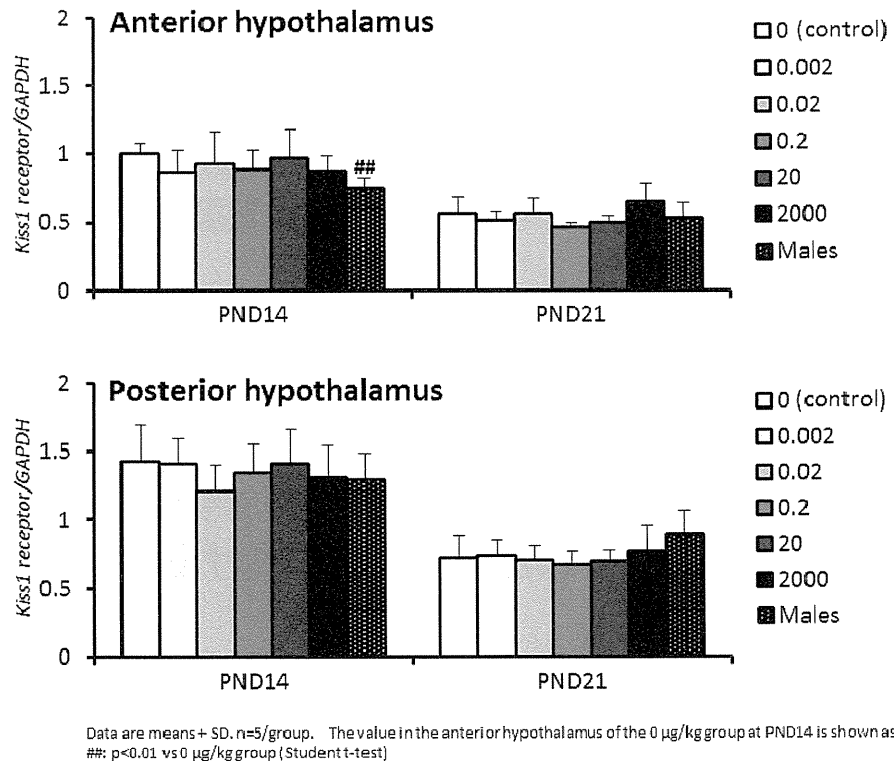 Anterior hypothalamus
Kiss1 receptor/GAPDH
2
1.5
1
0.5
0
##
PND14
PND21
0 (control)
0.002
0.02
0.2
20
2000
Males
Posterior hypothalamus
Kiss1 receptor/GAPDH
2
1.5
1
0.5
0
PND14
PND21
0 (control)
0.002
0.02
0.2
20
2000
Males
Data are means + SD. n=5/group. The value in the anterior hypothalamus of the 0 µg/kg group at PND14 is shown as
##: p<0.01 vs 0 µg/kg group (Student t-test)